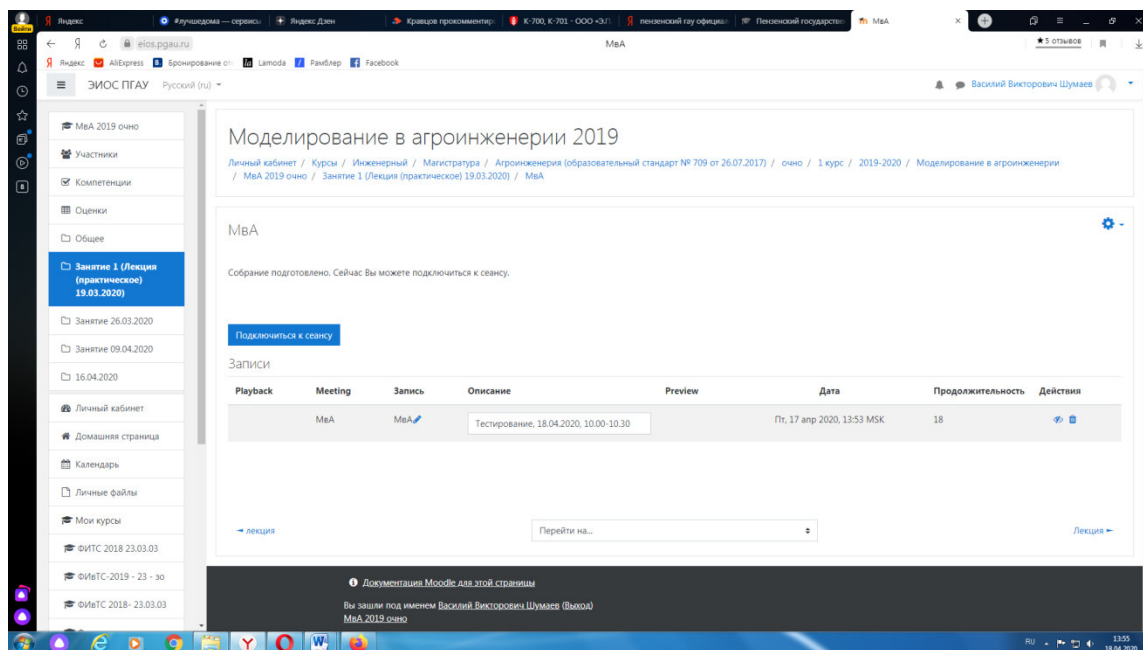 Войти
Яндекс
#лучшедома — сервисы
Яндекс Дзен
Кравцов прокомментир
К-700, К-701 - ООО «З.П.
пензенский гау официал
Пензенский государстве
МвА
eios.pgau.ru
МвА
★5 отзывов
Яндекс
AliExpress
Бронирование от
Lamoda
Рамблер
Facebook
ЭИОС ПГАУ
Русский (ru)
Василий Викторович Шумаев
МвА 2019 очно
Участники
Компетенции
Оценки
Общее
Занятие 1 (Лекция
(практическое)
19.03.2020)
Занятие 26.03.2020
Занятие 09.04.2020
16.04.2020
Личный кабинет
Домашняя страница
Календарь
Личные файлы
Мои курсы
ФИТС 2018 23.03.03
ФИвТС-2019 - 23 - зо
ФИвТС 2018- 23.03.03
Моделирование в агроинженерии 2019
Личный кабинет / Курсы / Инженерный / Магистратура / Агроинженерия (образовательный стандарт № 709 от 26.07.2017) / очно / 1 курс / 2019-2020 / Моделирование в агроинженерии
/ МвА 2019 очно / Занятие 1 (Лекция (практическое) 19.03.2020) / МвА
МвА
Собрание подготовлено. Сейчас Вы можете подключиться к сеансу.
Подключиться к сеансу
Записи
Playback Meeting Запись Описание Preview Дата Продолжительность Действия
МвА МвА Тестирование, 18.04.2020, 10.00-10.30 Пт, 17 апр 2020, 13:53 MSK 18
◄ лекция
Перейти на...
Лекция ►
Документация Moodle для этой страницы
Вы зашли под именем Василий Викторович Шумаев (Выход)
МвА 2019 очно
RU
13:55
18.04.2020